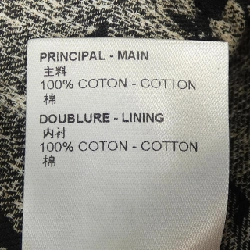 PRINCIPAL - MAIN
主料
100% COTON - COTTON
棉
DOUBLURE - LINING
内衬
100% COTON - COTTON
棉